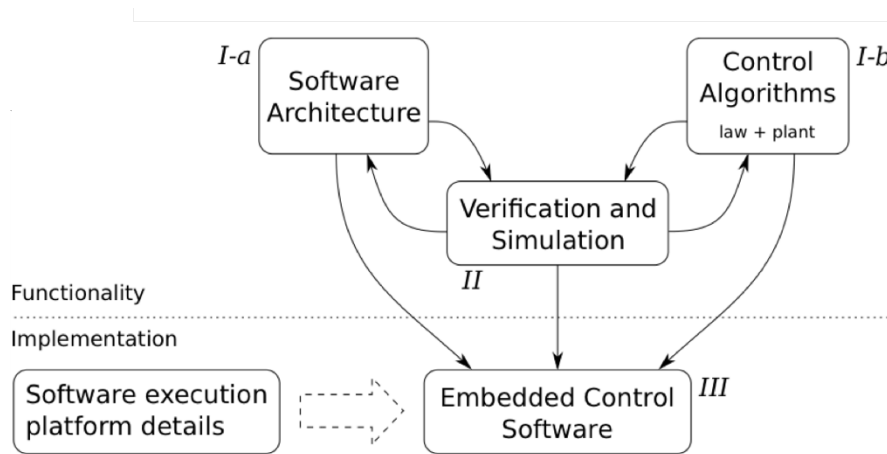 I-a
Software
Architecture
Control
Algorithms
law + plant
I-b
Verification and
Simulation
II
Functionality
Implementation
Software execution
platform details
Embedded Control
Software
III